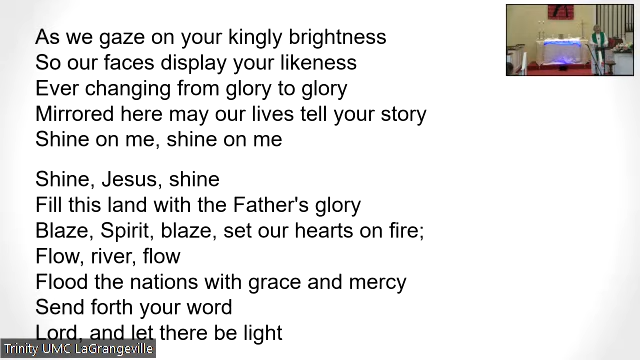 As we gaze on your kingly brightness
So our faces display your likeness
Ever changing from glory to glory
Mirrored here may our lives tell your story
Shine on me, shine on me
Shine, Jesus, shine
Fill this land with the Father's glory
Blaze, Spirit, blaze, set our hearts on fire;
Flow, river, flow
Flood the nations with grace and mercy
Send forth your word
Lord, and let there be light
Trinity UMC LaGrangeville